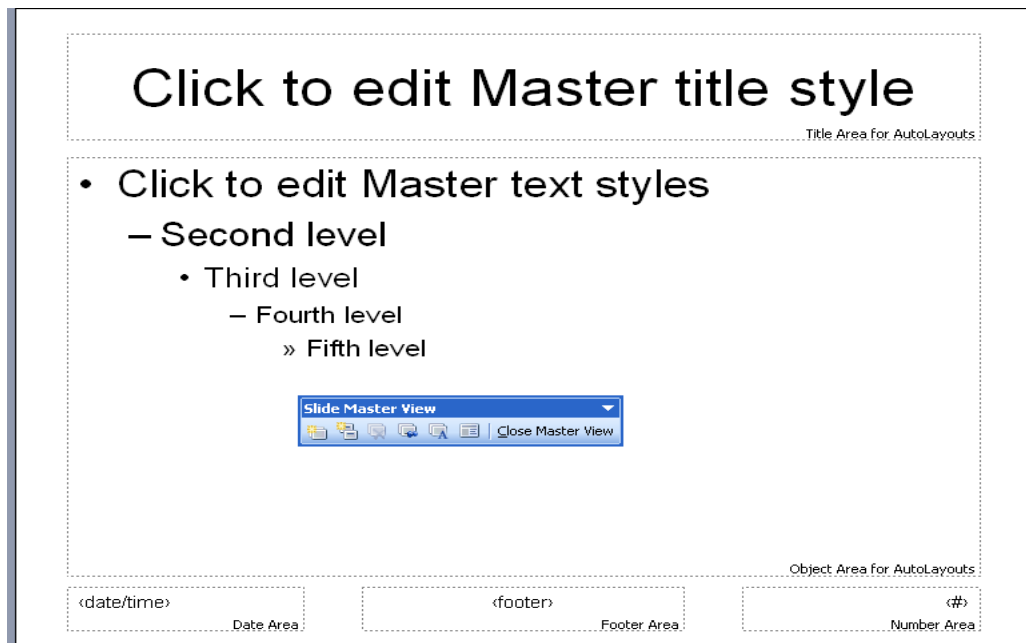 Click to edit Master title style
Title Area for AutoLayouts
• Click to edit Master text styles
– Second level
• Third level
– Fourth level
» Fifth level
Slide Master View
Close Master View
Object Area for AutoLayouts
‹date/time›
Date Area
‹footer›
Footer Area
‹#›
Number Area